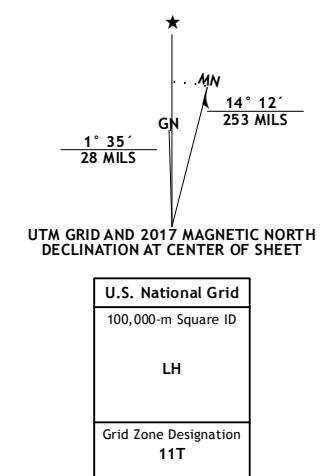 MN
GN
14° 12´
253 MILS
1° 35´
28 MILS
UTM GRID AND 2017 MAGNETIC NORTH
DECLINATION AT CENTER OF SHEET
U.S. National Grid
100,000-m Square ID
LH
Grid Zone Designation
11T